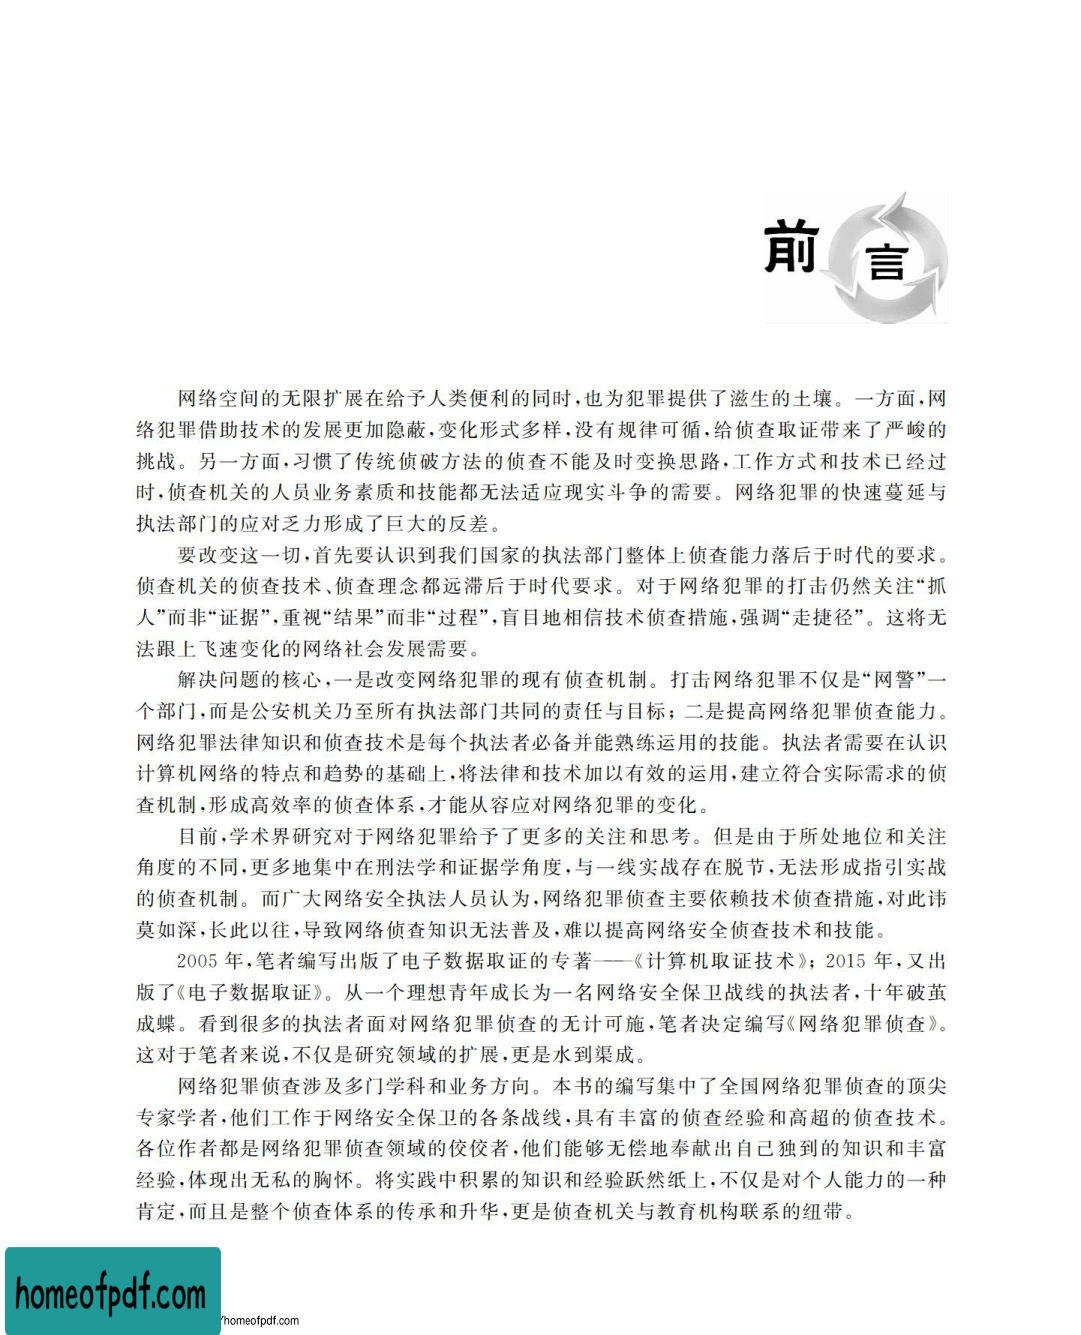 前言
网络空间的无限扩展在给予人类便利的同时,也为犯罪提供了滋生的土壤。一方面,网
络犯罪借助技术的发展更加隐蔽,变化形式多样,没有规律可循,给侦查取证带来了严峻的
挑战。另一方面,习惯了传统侦破方法的侦查不能及时变换思路,工作方式和技术已经过
时,侦查机关的人员业务素质和技能都无法适应现实斗争的需要。网络犯罪的快速蔓延与
执法部门的应对乏力形成了巨大的反差。
要改变这一切,首先要认识到我们国家的执法部门整体上侦查能力落后于时代的要求。
侦查机关的侦查技术、侦查理念都远滞后于时代要求。对于网络犯罪的打击仍然关注“抓
人”而非“证据”,重视“结果”而非“过程”,盲目地相信技术侦查措施,强调“走捷径”。这将无
法跟上飞速变化的网络社会发展需要。
解决问题的核心,一是改变网络犯罪的现有侦查机制。打击网络犯罪不仅是“网警”一
个部门,而是公安机关乃至所有执法部门共同的责任与目标；二是提高网络犯罪侦查能力。
网络犯罪法律知识和侦查技术是每个执法者必备并能熟练运用的技能。执法者需要在认识
计算机网络的特点和趋势的基础上,将法律和技术加以有效的运用,建立符合实际需求的侦
查机制,形成高效率的侦查体系,才能从容应对网络犯罪的变化。
目前,学术界研究对于网络犯罪给予了更多的关注和思考。但是由于所处地位和关注
角度的不同,更多地集中在刑法学和证据学角度,与一线实战存在脱节,无法形成指引实战
的侦查机制。而广大网络安全执法人员认为,网络犯罪侦查主要依赖技术侦查措施,对此讳
莫如深,长此以往,导致网络侦查知识无法普及,难以提高网络安全侦查技术和技能。
2005 年,笔者编写出版了电子数据取证的专著——《计算机取证技术》；2015 年,又出
版了《电子数据取证》。从一个理想青年成长为一名网络安全保卫战线的执法者,十年破茧
成蝶。看到很多的执法者面对网络犯罪侦查的无计可施,笔者决定编写《网络犯罪侦查》。
这对于笔者来说,不仅是研究领域的扩展,更是水到渠成。
网络犯罪侦查涉及多门学科和业务方向。本书的编写集中了全国网络犯罪侦查的顶尖
专家学者,他们工作于网络安全保卫的各条战线,具有丰富的侦查经验和高超的侦查技术。
各位作者都是网络犯罪侦查领域的佼佼者,他们能够无偿地奉献出自己独到的知识和丰富
经验,体现出无私的胸怀。将实践中积累的知识和经验跃然纸上,不仅是对个人能力的一种
肯定,而且是整个侦查体系的传承和升华,更是侦查机关与教育机构联系的纽带。
homeofpdf.com
/homeofpdf.com